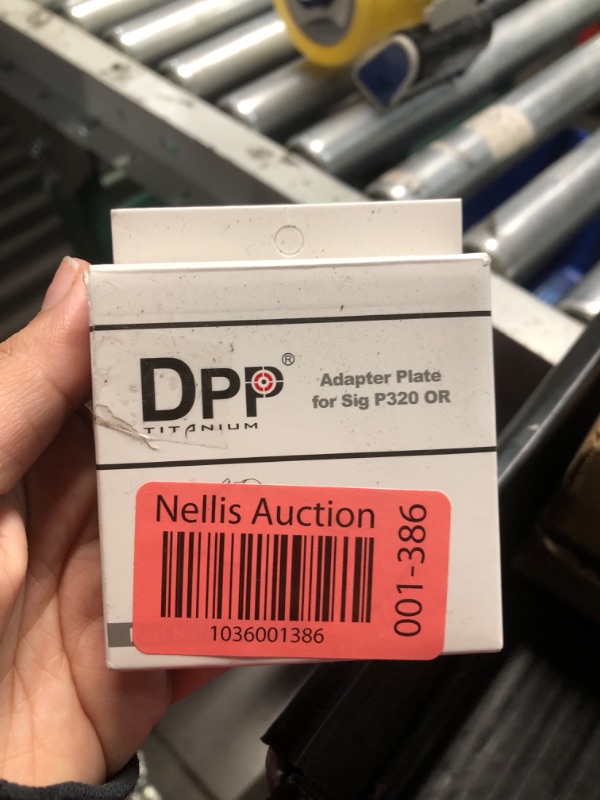 DPP®
TITANIUM
Adapter Plate
for Sig P320 OR
Nellis Auction
1036001386
001-386